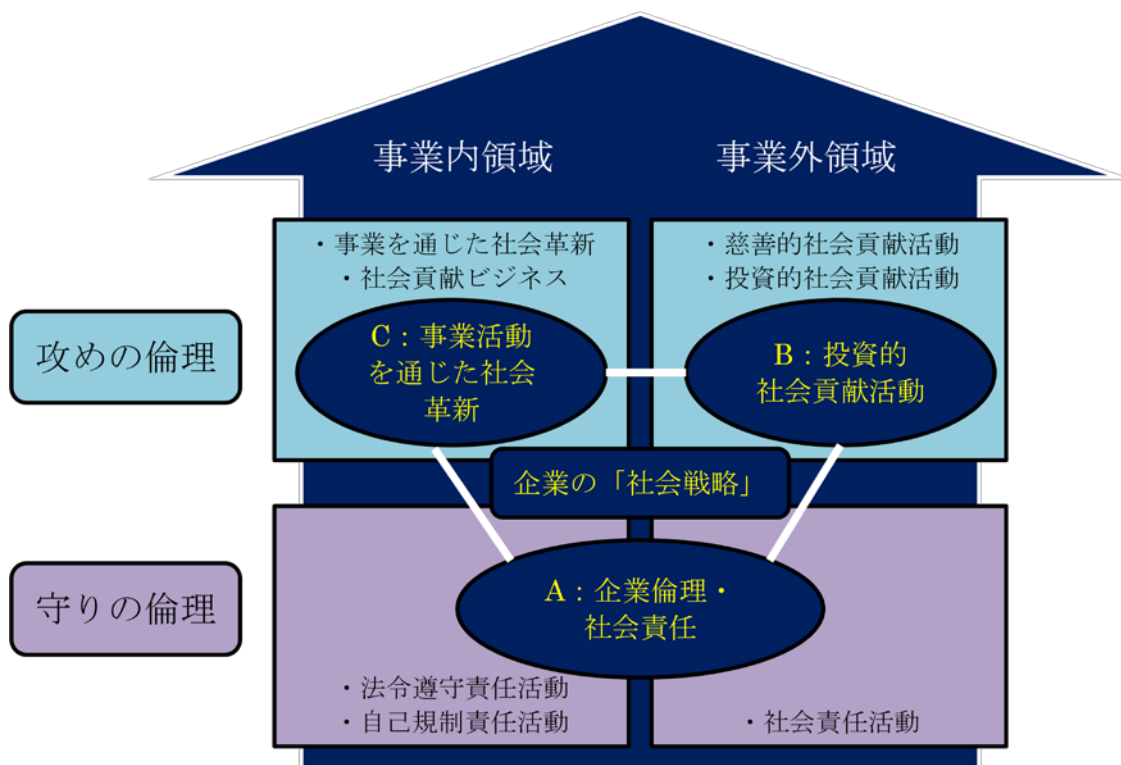 事業内領域
事業外領域
・事業を通じた社会革新
・社会貢献ビジネス
・慈善的社会貢献活動
・投資的社会貢献活動
攻めの倫理
C：事業活動
を通じた社会
革新
B：投資的
社会貢献活動
企業の「社会戦略」
守りの倫理
A：企業倫理・
社会責任
・法令遵守責任活動
・自己規制責任活動
・社会責任活動